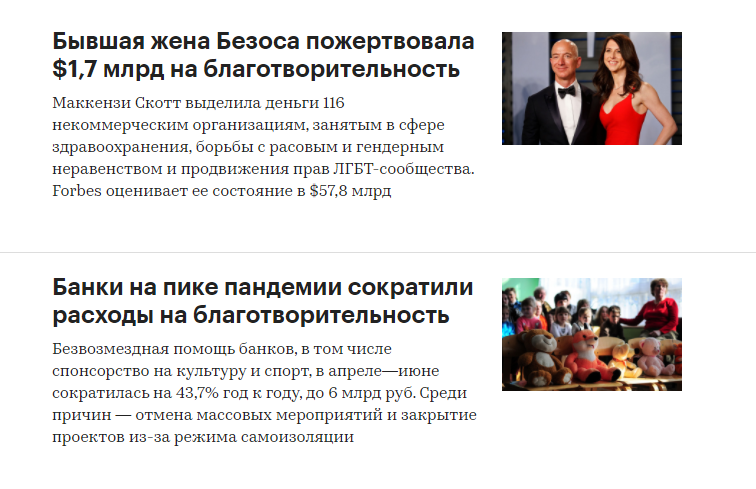 Бывшая жена Безоса пожертвовала
$1,7 млрд на благотворительность
Маккензи Скотт выделила деньги 116
некоммерческим организациям, занятым в сфере
здравоохранения, борьбы с расовым и гендерным
неравенством и продвижения прав ЛГБТ-сообщества.
Forbes оценивает ее состояние в $57,8 млрд
Банки на пике пандемии сократили
расходы на благотворительность
Безвозмездная помощь банков, в том числе
спонсорство на культуру и спорт, в апреле—июне
сократилась на 43,7% год к году, до 6 млрд руб. Среди
причин — отмена массовых мероприятий и закрытие
проектов из-за режима самоизоляции